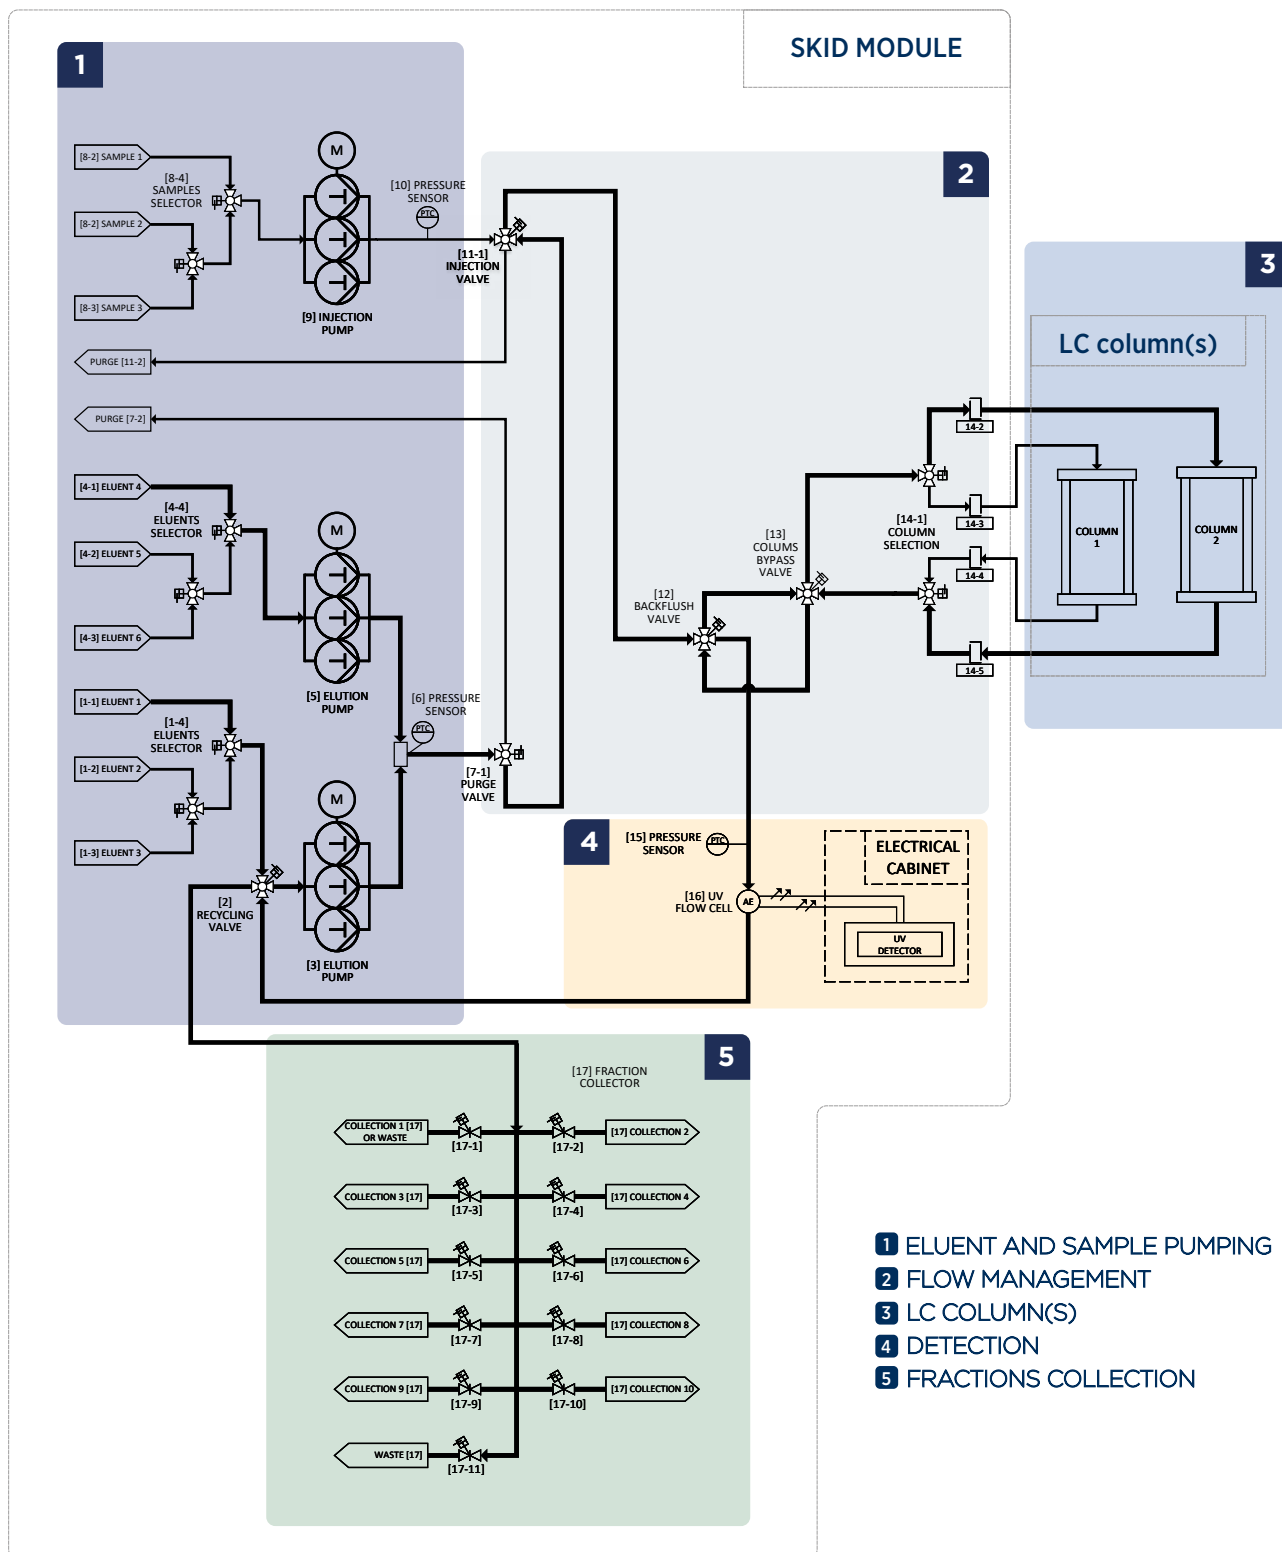 SKID MODULE
1
[8-2] SAMPLE 1
[8-4]
SAMPLES
SELECTOR
[8-2] SAMPLE 2
[8-3] SAMPLE 3
M
[9] INJECTION
PUMP
[10] PRESSURE
SENSOR
PTC
PURGE [11-2]
PURGE [7-2]
[4-1] ELUENT 4
[4-4]
ELUENTS
SELECTOR
[4-2] ELUENT 5
[4-3] ELUENT 6
M
[5] ELUTION
PUMP
[1-1] ELUENT 1
[1-4]
ELUENTS
SELECTOR
[1-2] ELUENT 2
[1-3] ELUENT 3
[6] PRESSURE
SENSOR
PTC
M
[2]
RECYCLING
VALVE
[3] ELUTION
PUMP
2
[11-1]
INJECTION
VALVE
[7-1]
PURGE
VALVE
[12]
BACKFLUSH
VALVE
[13]
COLUMS
BYPASS
VALVE
[14-1]
COLUMN
SELECTION
14-2
14-3
14-4
14-5
3
LC column(s)
COLUMN
1
COLUMN
2
4
[15] PRESSURE
SENSOR
PTC
[16] UV
FLOW CELL
AE
ELECTRICAL
CABINET
UV
DETECTOR
5
[17] FRACTION
COLLECTOR
COLLECTION 1 [17]
OR WASTE
[17-1]
[17-2]
[17] COLLECTION 2
COLLECTION 3 [17]
[17-3]
[17-4]
[17] COLLECTION 4
COLLECTION 5 [17]
[17-5]
[17-6]
[17] COLLECTION 6
COLLECTION 7 [17]
[17-7]
[17-8]
[17] COLLECTION 8
COLLECTION 9 [17]
[17-9]
[17-10]
[17] COLLECTION 10
WASTE [17]
[17-11]
1 ELUENT AND SAMPLE PUMPING
2 FLOW MANAGEMENT
3 LC COLUMN(S)
4 DETECTION
5 FRACTIONS COLLECTION